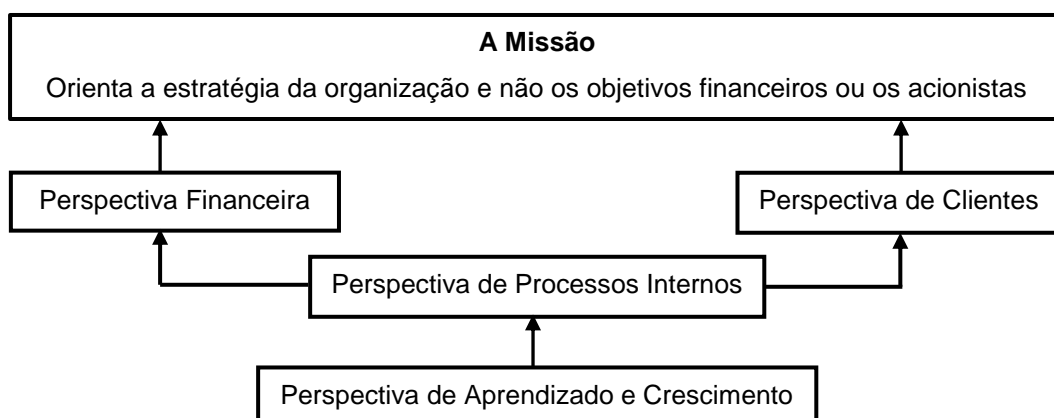 A Missão
Orienta a estratégia da organização e não os objetivos financeiros ou os acionistas
Perspectiva Financeira
Perspectiva de Clientes
Perspectiva de Processos Internos
Perspectiva de Aprendizado e Crescimento